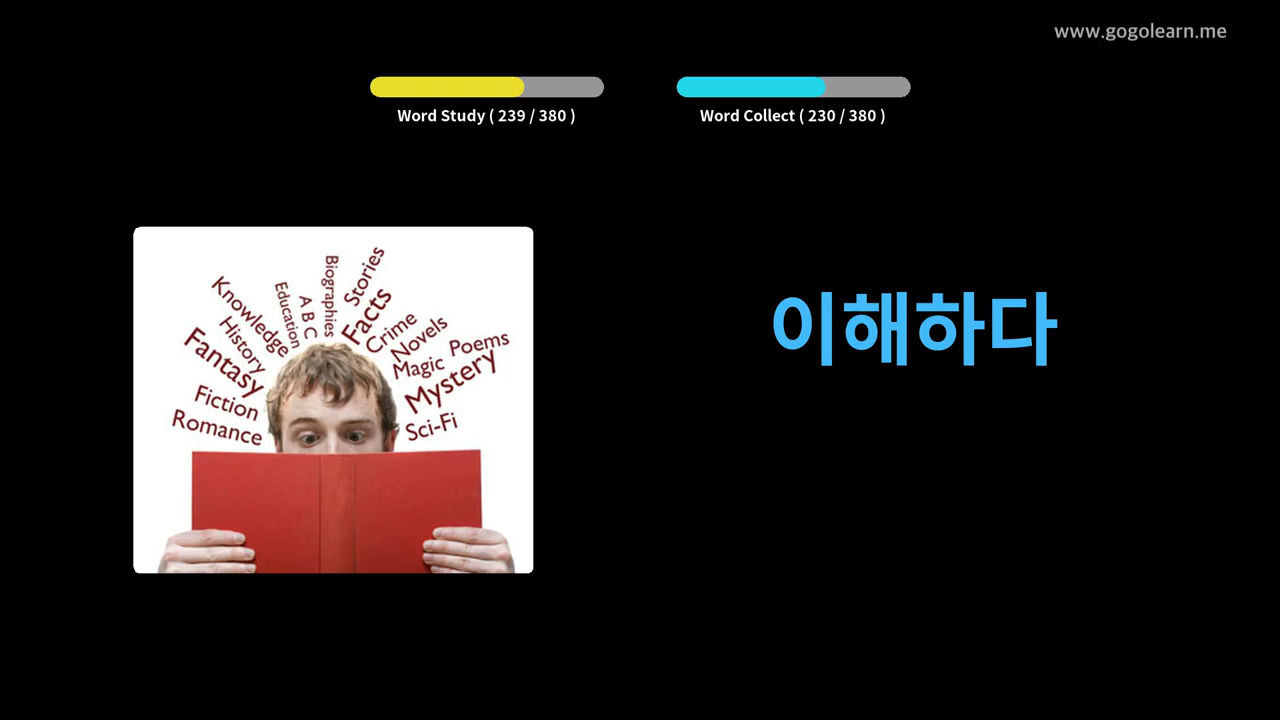 www.gogolearn.me
Word Study ( 239 / 380 )
Word Collect ( 230 / 380 )
Knowledge
Education
A B C
Biographies
Stories
Facts
Crime
Novels
Poems
Magic
Mystery
Sci-Fi
History
Fantasy
Fiction
Romance
이해하다